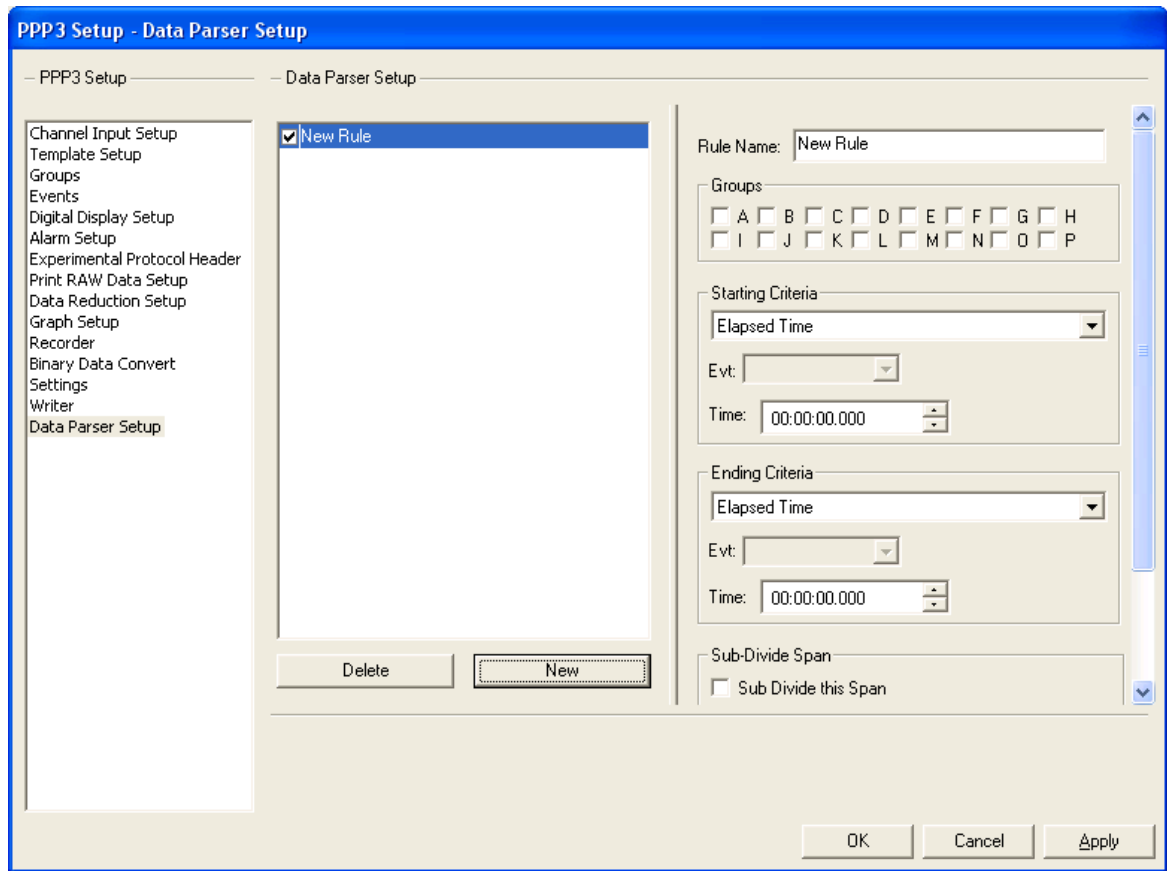 PPP3 Setup - Data Parser Setup
PPP3 Setup
Channel Input Setup
Template Setup
Groups
Events
Digital Display Setup
Alarm Setup
Experimental Protocol Header
Print RAW Data Setup
Data Reduction Setup
Graph Setup
Recorder
Binary Data Convert
Settings
Writer
Data Parser Setup
Data Parser Setup
New Rule
Delete New
Rule Name: New Rule
Groups
A B C D E F G H
I J K L M N O P
Starting Criteria
Elapsed Time
Evt:
Time: 00:00:00.000
Ending Criteria
Elapsed Time
Evt:
Time: 00:00:00.000
Sub-Divide Span
Sub Divide this Span
OK Cancel Apply